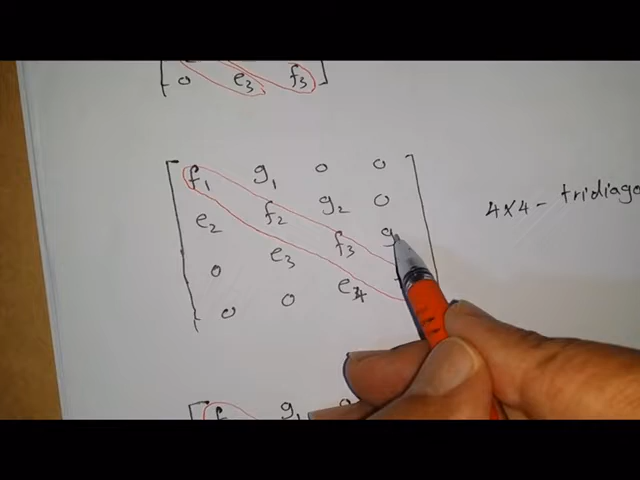 0 e3 f3
f1 g1 0 0
e2 f2 g2 0
4x4 - tridiago
0 e3 f3 g
0 0 e4
f g1